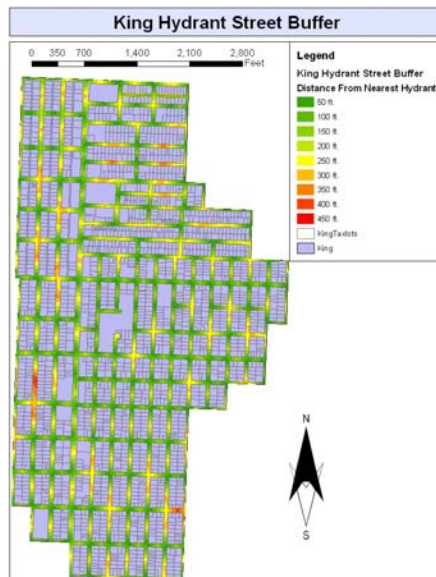 King Hydrant Street Buffer
0 350 700 1,400 2,100 2,800
Feet
Legend
King Hydrant Street Buffer
Distance From Nearest Hydrant
50 ft.
100 ft.
150 ft.
200 ft.
250 ft.
300 ft.
350 ft.
400 ft.
450 ft.
KingTaxlots
King
N
S